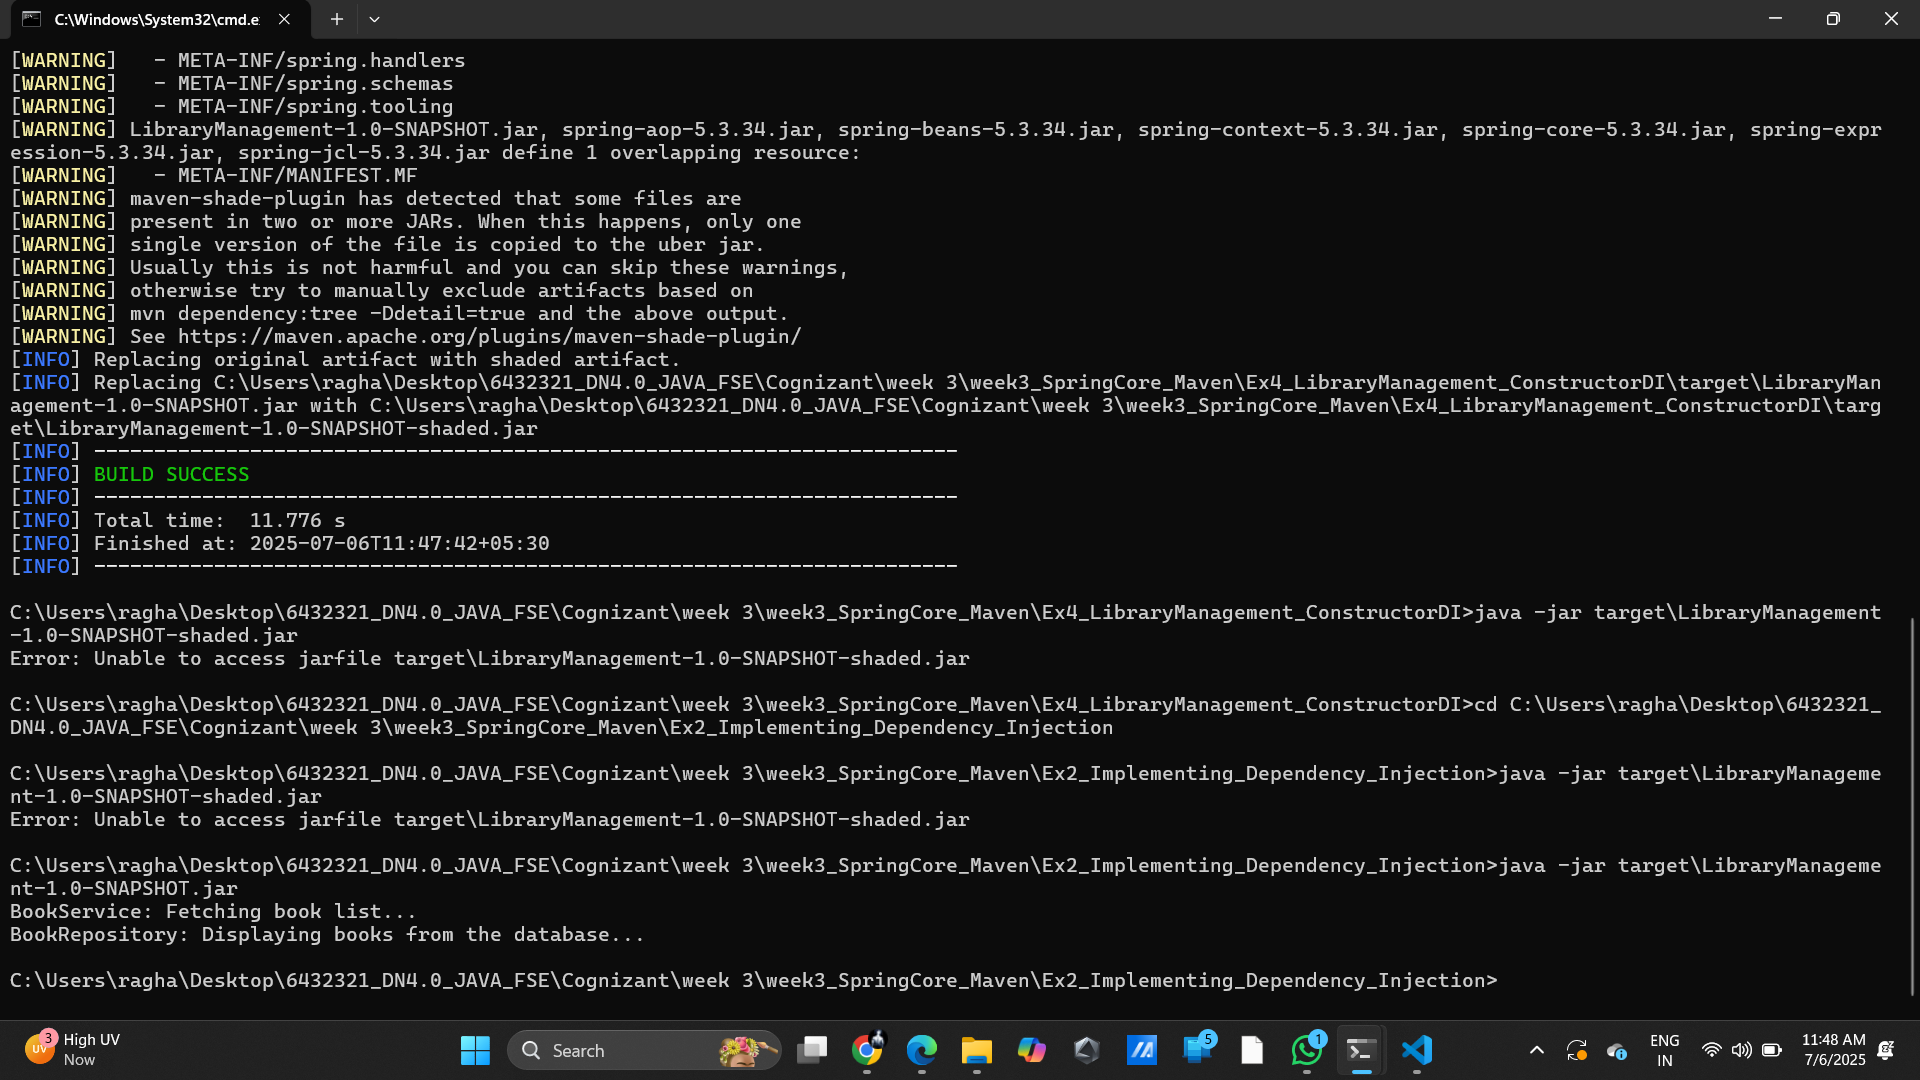 C:\Windows\System32\cmd.e
[WARNING]   - META-INF/spring.handlers
[WARNING]   - META-INF/spring.schemas
[WARNING]   - META-INF/spring.tooling
[WARNING] LibraryManagement-1.0-SNAPSHOT.jar, spring-aop-5.3.34.jar, spring-beans-5.3.34.jar, spring-context-5.3.34.jar, spring-core-5.3.34.jar, spring-expr
ession-5.3.34.jar, spring-jcl-5.3.34.jar define 1 overlapping resource:
[WARNING]   - META-INF/MANIFEST.MF
[WARNING] maven-shade-plugin has detected that some files are
[WARNING] present in two or more JARs. When this happens, only one
[WARNING] single version of the file is copied to the uber jar.
[WARNING] Usually this is not harmful and you can skip these warnings,
[WARNING] otherwise try to manually exclude artifacts based on
[WARNING] mvn dependency:tree -Ddetail=true and the above output.
[WARNING] See https://maven.apache.org/plugins/maven-shade-plugin/
[INFO] Replacing original artifact with shaded artifact.
[INFO] Replacing C:\Users\ragha\Desktop\6432321_DN4.0_JAVA_FSE\Cognizant\week 3\week3_SpringCore_Maven\Ex4_LibraryManagement_ConstructorDI\target\LibraryMan
agement-1.0-SNAPSHOT.jar with C:\Users\ragha\Desktop\6432321_DN4.0_JAVA_FSE\Cognizant\week 3\week3_SpringCore_Maven\Ex4_LibraryManagement_ConstructorDI\targ
et\LibraryManagement-1.0-SNAPSHOT-shaded.jar
[INFO] ------------------------------------------------------------------------
[INFO] BUILD SUCCESS
[INFO] ------------------------------------------------------------------------
[INFO] Total time:  11.776 s
[INFO] Finished at: 2025-07-06T11:47:42+05:30
[INFO] ------------------------------------------------------------------------
C:\Users\ragha\Desktop\6432321_DN4.0_JAVA_FSE\Cognizant\week 3\week3_SpringCore_Maven\Ex4_LibraryManagement_ConstructorDI>java -jar target\LibraryManagement
-1.0-SNAPSHOT-shaded.jar
Error: Unable to access jarfile target\LibraryManagement-1.0-SNAPSHOT-shaded.jar
C:\Users\ragha\Desktop\6432321_DN4.0_JAVA_FSE\Cognizant\week 3\week3_SpringCore_Maven\Ex4_LibraryManagement_ConstructorDI>cd C:\Users\ragha\Desktop\6432321_
DN4.0_JAVA_FSE\Cognizant\week 3\week3_SpringCore_Maven\Ex2_Implementing_Dependency_Injection
C:\Users\ragha\Desktop\6432321_DN4.0_JAVA_FSE\Cognizant\week 3\week3_SpringCore_Maven\Ex2_Implementing_Dependency_Injection>java -jar target\LibraryManageme
nt-1.0-SNAPSHOT-shaded.jar
Error: Unable to access jarfile target\LibraryManagement-1.0-SNAPSHOT-shaded.jar
C:\Users\ragha\Desktop\6432321_DN4.0_JAVA_FSE\Cognizant\week 3\week3_SpringCore_Maven\Ex2_Implementing_Dependency_Injection>java -jar target\LibraryManageme
nt-1.0-SNAPSHOT.jar
BookService: Fetching book list...
BookRepository: Displaying books from the database...
C:\Users\ragha\Desktop\6432321_DN4.0_JAVA_FSE\Cognizant\week 3\week3_SpringCore_Maven\Ex2_Implementing_Dependency_Injection>
UV 3 High UV
Now
Search
5
1
ENG
IN
11:48 AM
7/6/2025